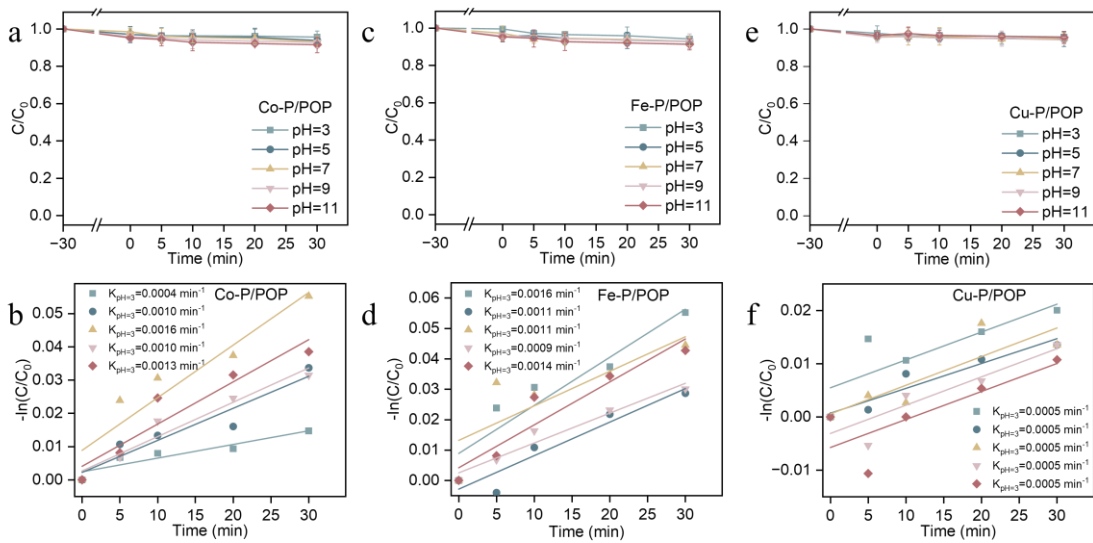 a
C/C0
1.0
0.8
0.6
0.4
0.2
0.0
Co-P/POP
pH=3
pH=5
pH=7
pH=9
pH=11
−30 0 10 20 30
Time (min)
c
C/C0
1.0
0.8
0.6
0.4
0.2
0.0
Fe-P/POP
pH=3
pH=5
pH=7
pH=9
pH=11
−30 0 10 20 30
Time (min)
e
C/C0
1.0
0.8
0.6
0.4
0.2
0.0
Cu-P/POP
pH=3
pH=5
pH=7
pH=9
pH=11
−30 0 10 20 30
Time (min)
b
-ln(C/C0)
0.05
0.04
0.03
0.02
0.01
0.00
Co-P/POP
KpH=3=0.0004 min-1
KpH=3=0.0010 min-1
KpH=3=0.0016 min-1
KpH=3=0.0010 min-1
KpH=3=0.0013 min-1
0 5 10 15 20 25 30
Time (min)
d
-ln(C/C0)
0.06
0.05
0.04
0.03
0.02
0.01
0.00
Fe-P/POP
KpH=3=0.0016 min-1
KpH=3=0.0011 min-1
KpH=3=0.0011 min-1
KpH=3=0.0009 min-1
KpH=3=0.0014 min-1
0 5 10 15 20 25 30
Time (min)
f
-ln(C/C0)
0.02
0.01
0.00
−0.01
Cu-P/POP
KpH=3=0.0005 min-1
KpH=3=0.0005 min-1
KpH=3=0.0005 min-1
KpH=3=0.0005 min-1
KpH=3=0.0005 min-1
0 5 10 15 20 25 30
Time (min)